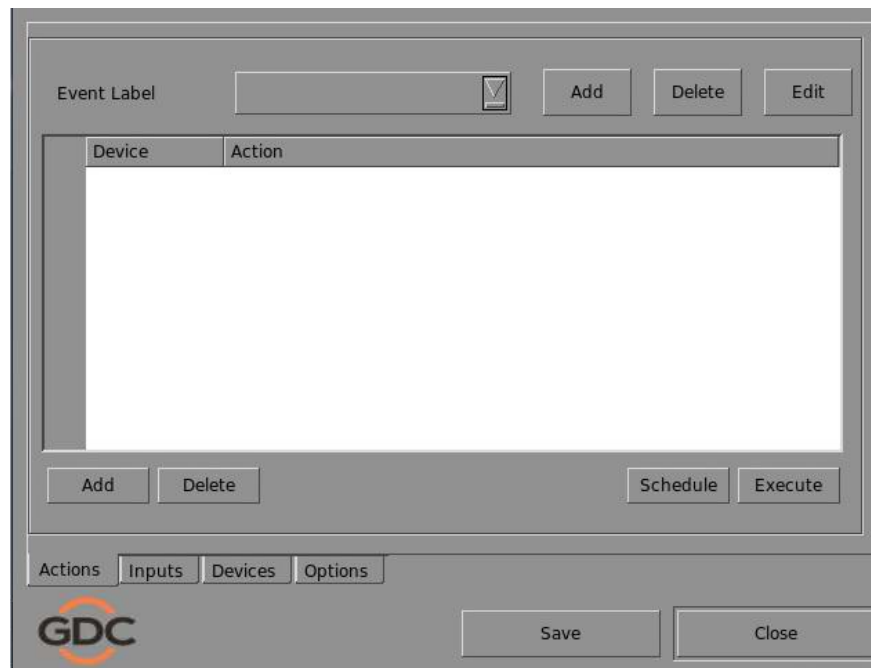 Event Label Add Delete Edit
Device Action
Add Delete Schedule Execute
Actions Inputs Devices Options
GDC Save Close